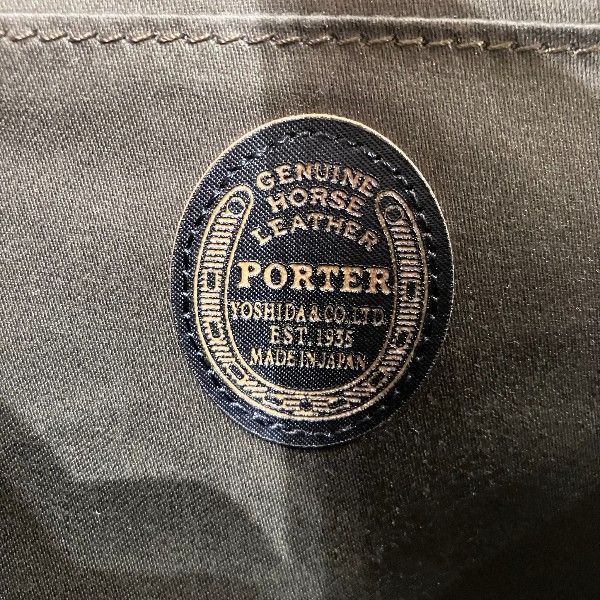 GENUINE
HORSE
LEATHER
PORTER
YOSHIDA & CO., LTD.
EST. 1935
MADE IN JAPAN